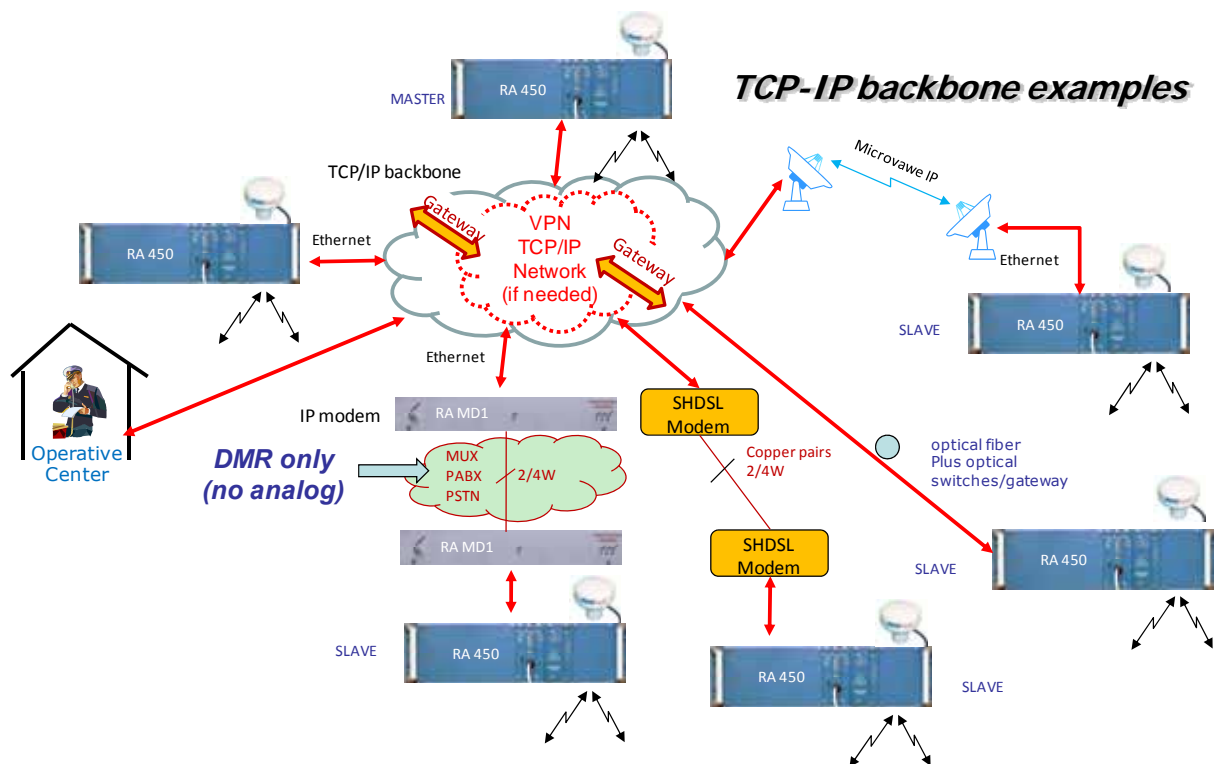 TCP-IP backbone examples
RA 450
MASTER
TCP/IP backbone
Microvawe IP
Gateway
VPN
TCP/IP
Network
(if needed)
Gateway
RA 450
Ethernet
Ethernet
RA 450
SLAVE
Ethernet
Operative
Center
IP modem
RA MD1
DMR only
(no analog)
MUX
PABX
PSTN
2/4W
RA MD1
SHDSL
Modem
Copper pairs
2/4W
SHDSL
Modem
optical fiber
Plus optical
switches/gateway
SLAVE
RA 450
SLAVE
RA 450
RA 450
SLAVE